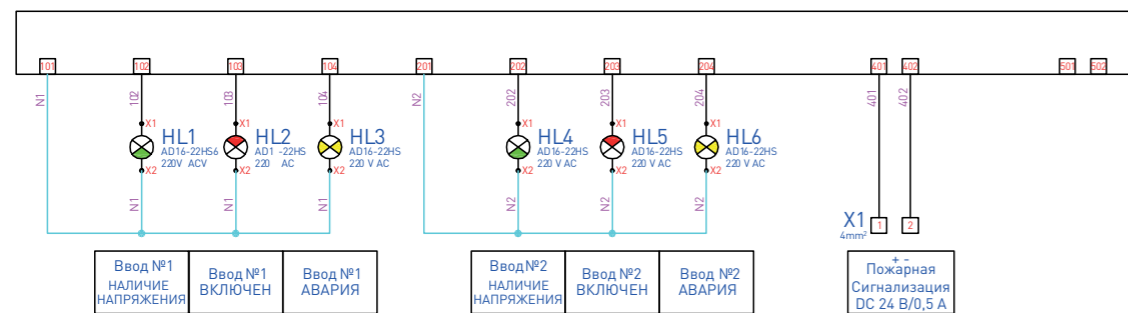 101 102 103 104 201 202 203 204 401 402 501 502
N1 102 103 104 N2 202 203 204 401 402
X1 X1 X1 X1 X1 X1
HL1 HL2 HL3 HL4 HL5 HL6
AD16-22HS6 AD1 -22HS AD16-22HS AD16-22HS AD16-22HS AD16-22HS
220V ACV 220 AC 220 V AC 220 V AC 220 V AC 220 V AC
X2 X2 X2 X2 X2 X2
N1 N1 N1 N2 N2 N2
X1 1 2
4mm²
Ввод №1
НАЛИЧИЕ
НАПРЯЖЕНИЯ
Ввод №1
ВКЛЮЧЕН
Ввод №1
АВАРИЯ
Ввод №2
НАЛИЧИЕ
НАПРЯЖЕНИЯ
Ввод №2
ВКЛЮЧЕН
Ввод №2
АВАРИЯ
+ -
Пожарная
Сигнализация
DC 24 В/0,5 А